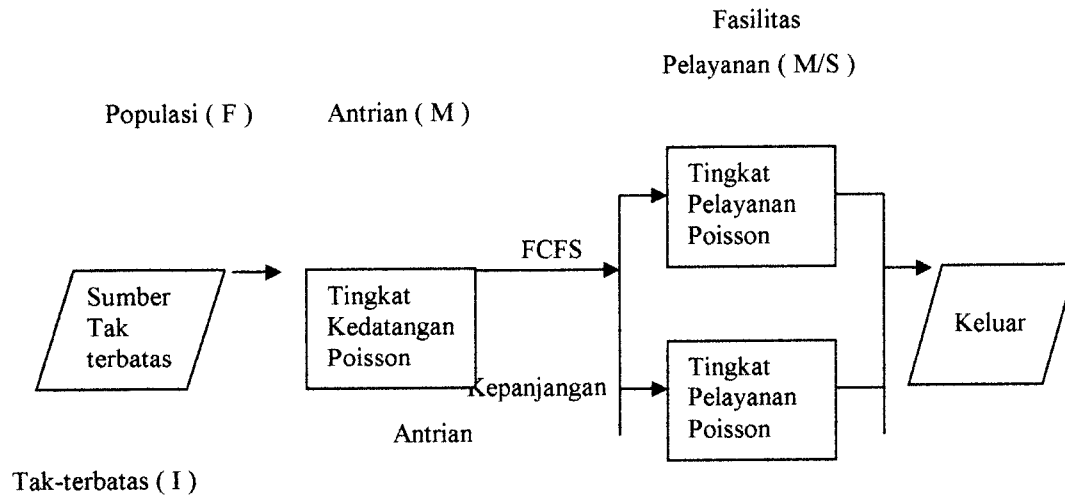 Fasilitas
Pelayanan ( M/S )
Populasi ( F )
Antrian ( M )
Tingkat
Pelayanan
Poisson
FCFS
Sumber
Tak
terbatas
Tingkat
Kedatangan
Poisson
Keluar
Kepanjangan
Antrian
Tingkat
Pelayanan
Poisson
Tak-terbatas ( I )